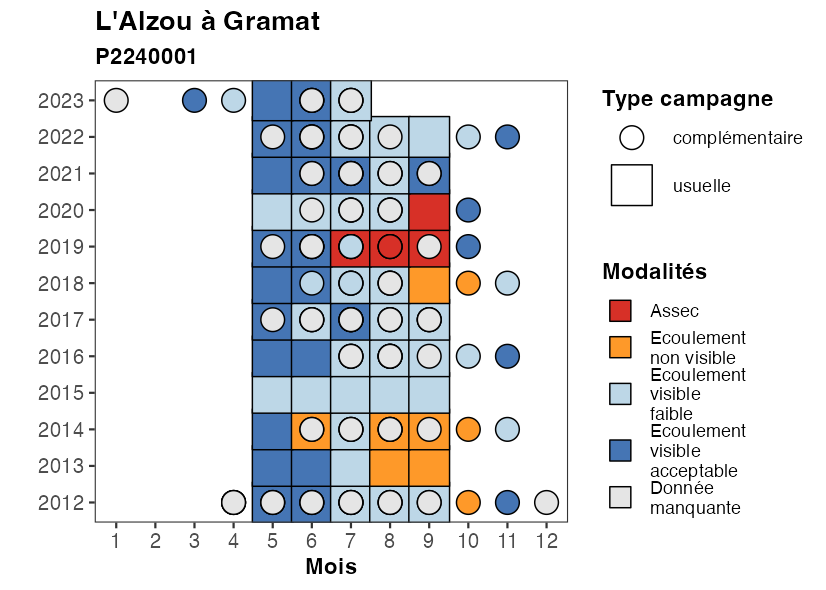 L'Alzou à Gramat
P2240001
2023
2022
2021
2020
2019
2018
2017
2016
2015
2014
2013
2012
1 2 3 4 5 6 7 8 9 10 11 12
Mois
Type campagne
complémentaire
usuelle
Modalités
Assec
Ecoulement
non visible
Ecoulement
visible
faible
Ecoulement
visible
acceptable
Donnée
manquante